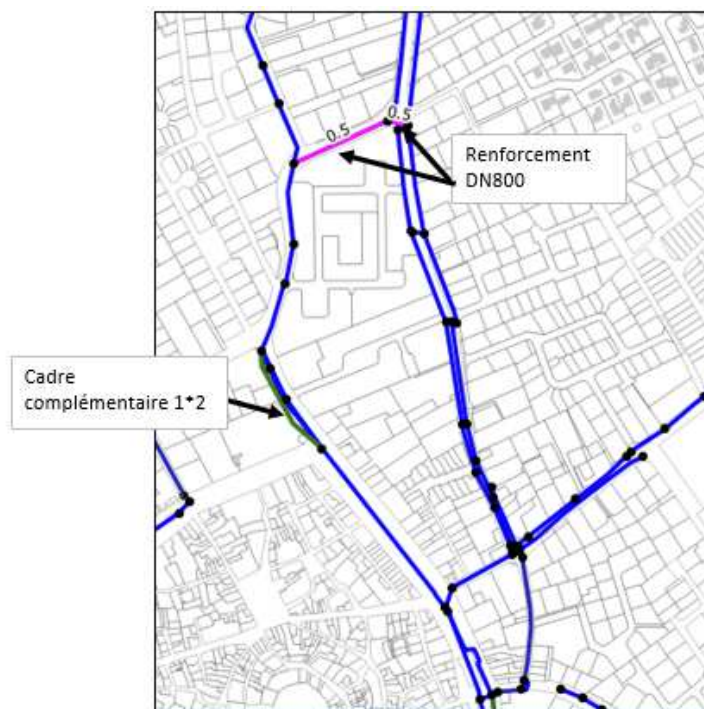 0.5
0.5
Renforcement
DN800
Cadre
complémentaire 1*2